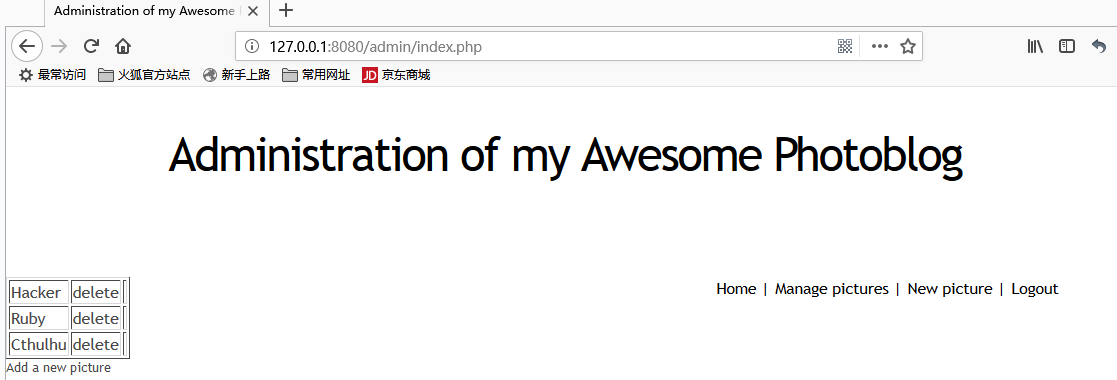 Administration of my Awesome
127.0.0.1:8080/admin/index.php
最常访问 火狐官方站点 新手上路 常用网址 JD 京东商城
Administration of my Awesome Photoblog
Home | Manage pictures | New picture | Logout
Hacker delete
Ruby delete
Cthulhu delete
Add a new picture